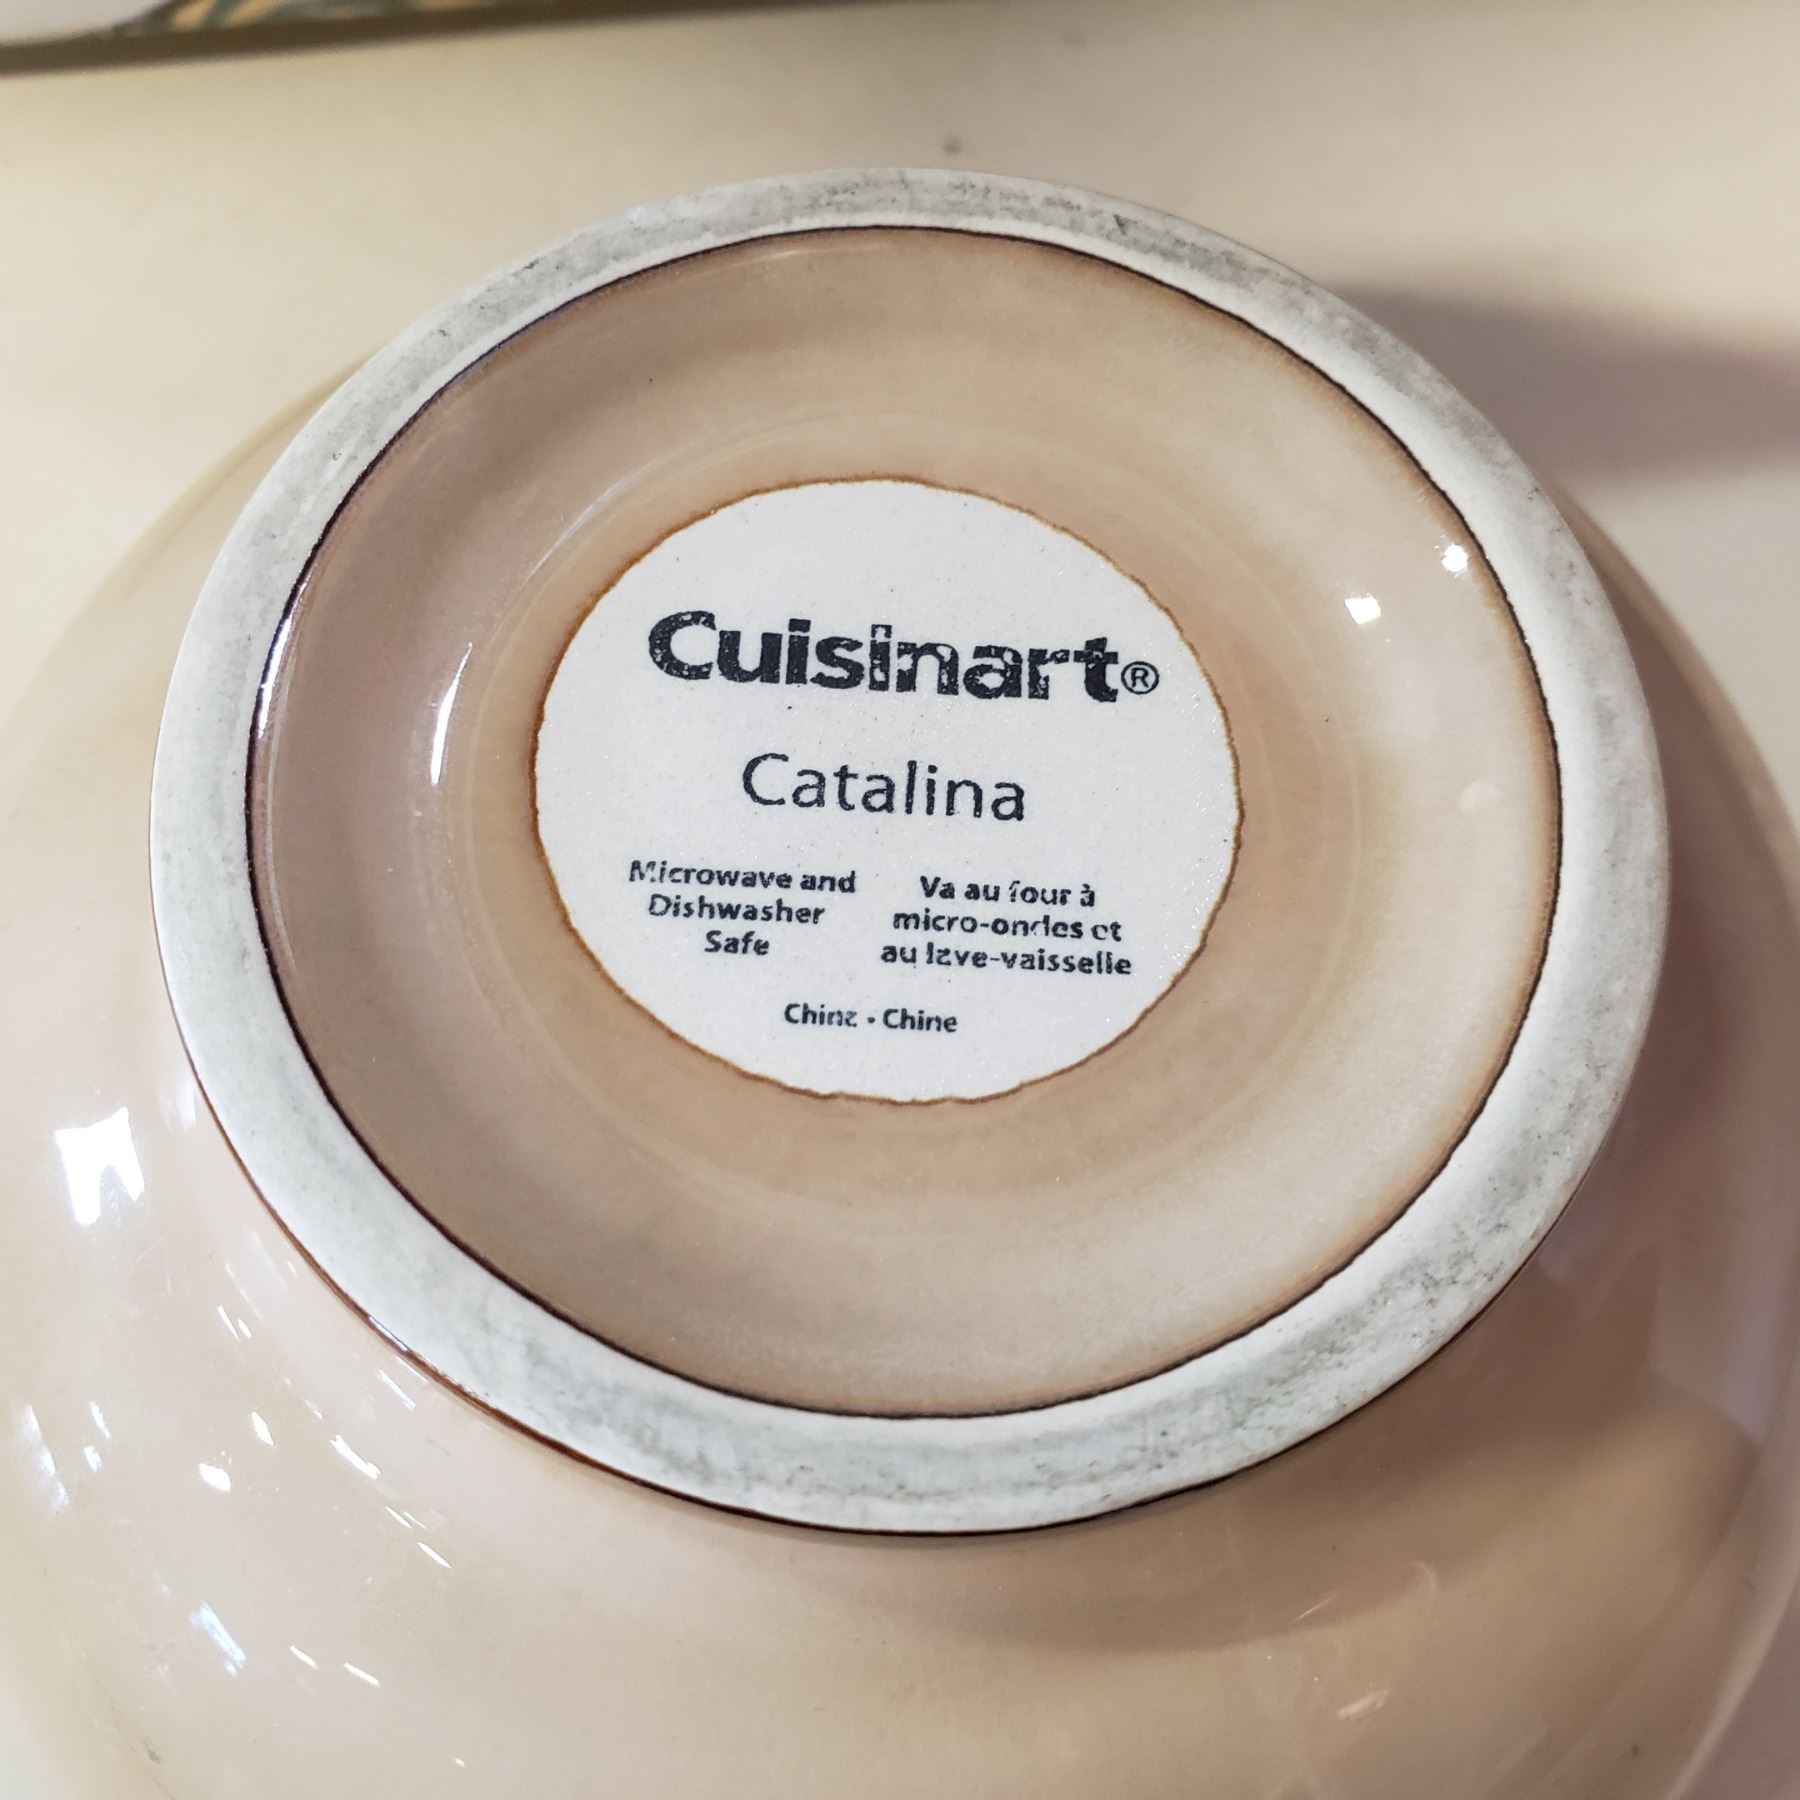 Cuisinart®
Catalina
Microwave and
Dishwasher
Safe
Va au four à
micro-ondes et
au lave-vaisselle
China • Chine